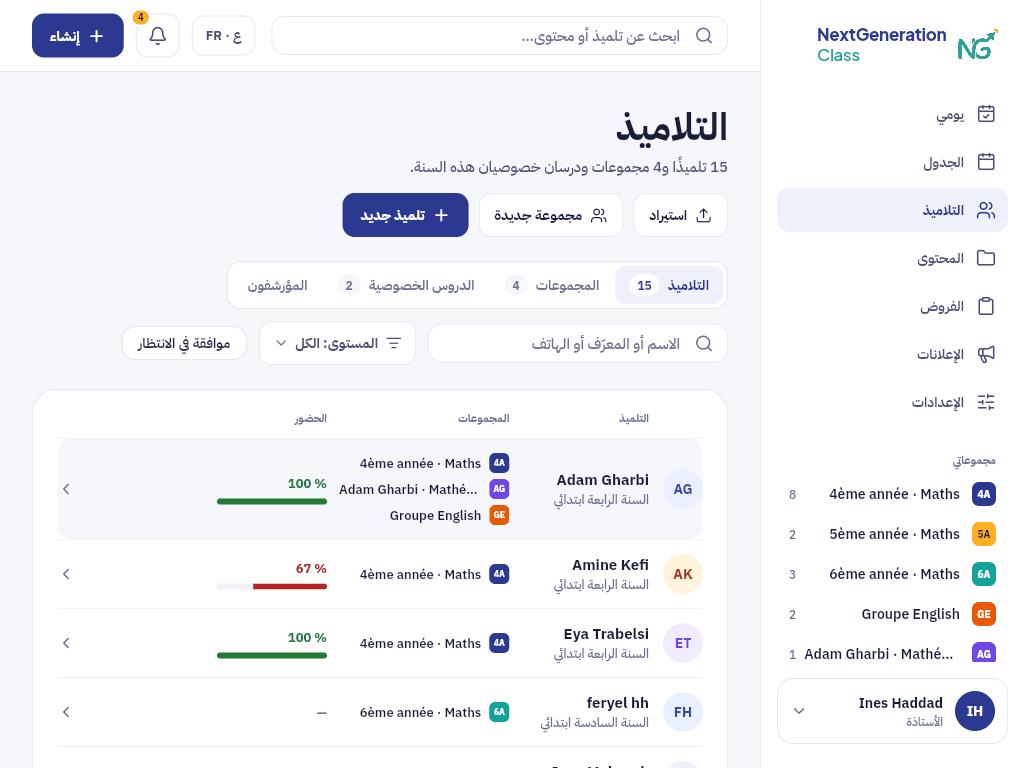 NextGeneration
Class
يومي
الجدول
التلاميذ
المحتوى
الفروض
الإعلانات
الإعدادات
مجموعاتي
4A 4ème année · Maths 8
5A 5ème année · Maths 2
6A 6ème année · Maths 3
GE Groupe English 2
AG Adam Gharbi · Mathé... 1
IH Ines Haddad
الأستاذة
ابحث عن تلميذ أو محتوى...
ع · FR
4
إنشاء
التلاميذ
15 تلميذًا و4 مجموعات ودرسان خصوصيان هذه السنة.
استيراد
مجموعة جديدة
تلميذ جديد
التلاميذ 15
المجموعات 4
الدروس الخصوصية 2
المؤرشفون
الاسم أو المعرّف أو الهاتف
المستوى: الكل
موافقة في الانتظار
التلميذ المجموعات الحضور
AG Adam Gharbi
السنة الرابعة ابتدائي
4A 4ème année · Maths
AG Adam Gharbi · Mathé...
GE Groupe English
100 %
AK Amine Kefi
السنة الرابعة ابتدائي
4A 4ème année · Maths
67 %
ET Eya Trabelsi
السنة الرابعة ابتدائي
4A 4ème année · Maths
100 %
FH feryel hh
السنة السادسة ابتدائي
6A 6ème année · Maths
–